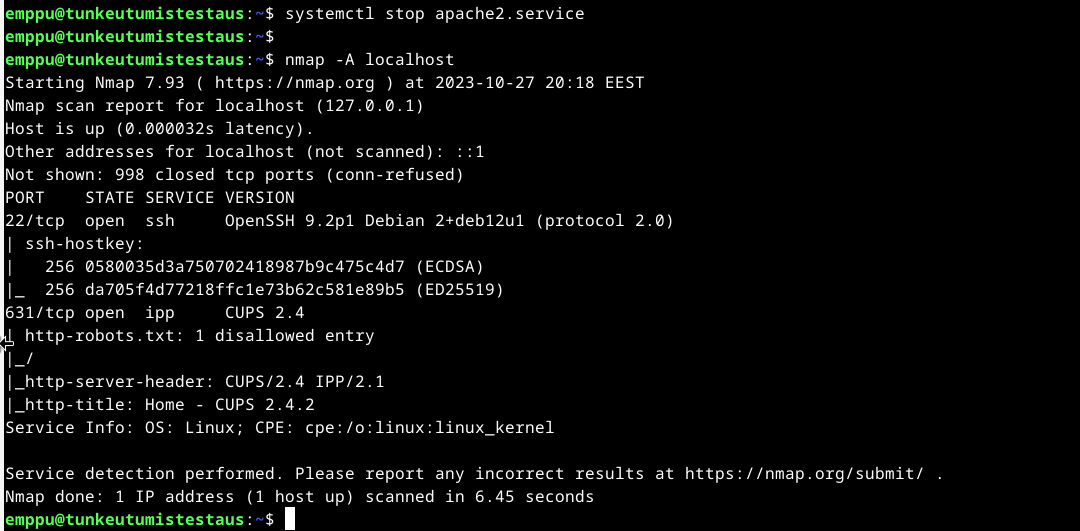 emppu@tunkeutumistestaus:~$ systemctl stop apache2.service
emppu@tunkeutumistestaus:~$
emppu@tunkeutumistestaus:~$ nmap -A localhost
Starting Nmap 7.93 ( https://nmap.org ) at 2023-10-27 20:18 EEST
Nmap scan report for localhost (127.0.0.1)
Host is up (0.000032s latency).
Other addresses for localhost (not scanned): ::1
Not shown: 998 closed tcp ports (conn-refused)
PORT    STATE SERVICE VERSION
22/tcp  open  ssh     OpenSSH 9.2p1 Debian 2+deb12u1 (protocol 2.0)
| ssh-hostkey:
|   256 0580035d3a750702418987b9c475c4d7 (ECDSA)
|_  256 da705f4d77218ffc1e73b62c581e89b5 (ED25519)
631/tcp open  ipp     CUPS 2.4
| http-robots.txt: 1 disallowed entry
|_/
|_http-server-header: CUPS/2.4 IPP/2.1
|_http-title: Home - CUPS 2.4.2
Service Info: OS: Linux; CPE: cpe:/o:linux:linux_kernel

Service detection performed. Please report any incorrect results at https://nmap.org/submit/ .
Nmap done: 1 IP address (1 host up) scanned in 6.45 seconds
emppu@tunkeutumistestaus:~$